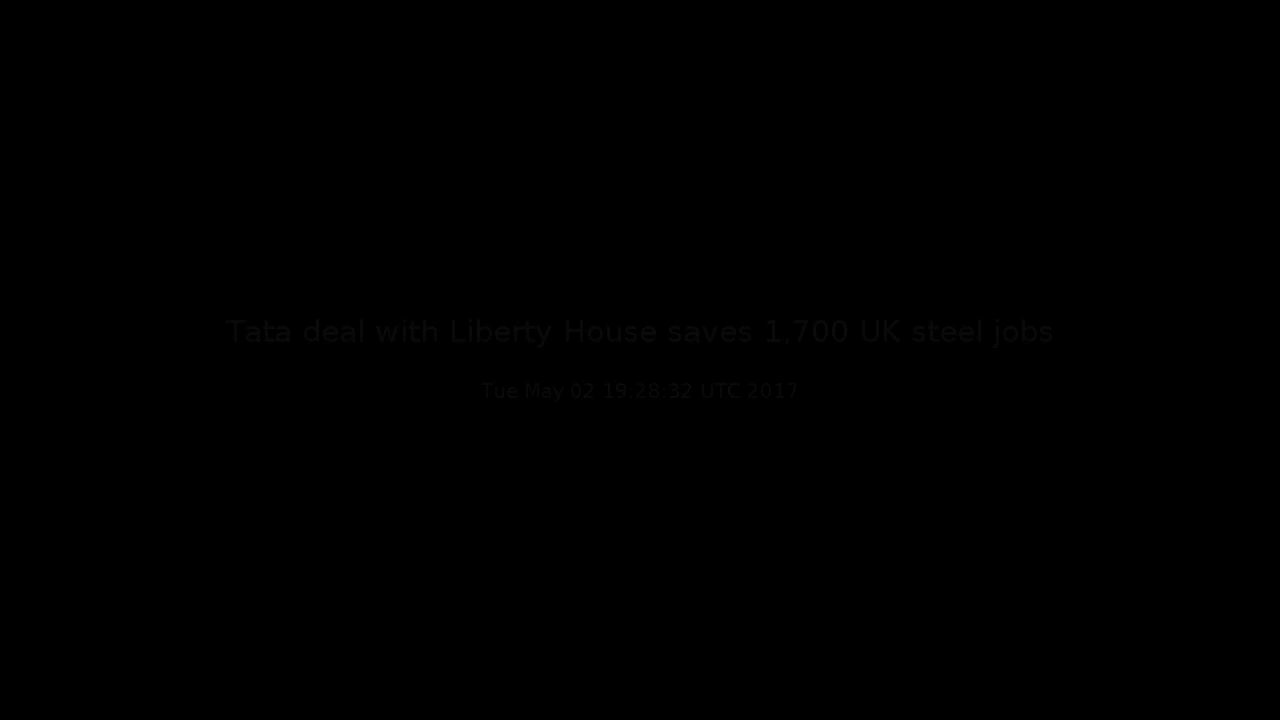 Tata deal with Liberty House saves 1,700 UK steel jobs
Tue May 02 19:28:32 UTC 2017